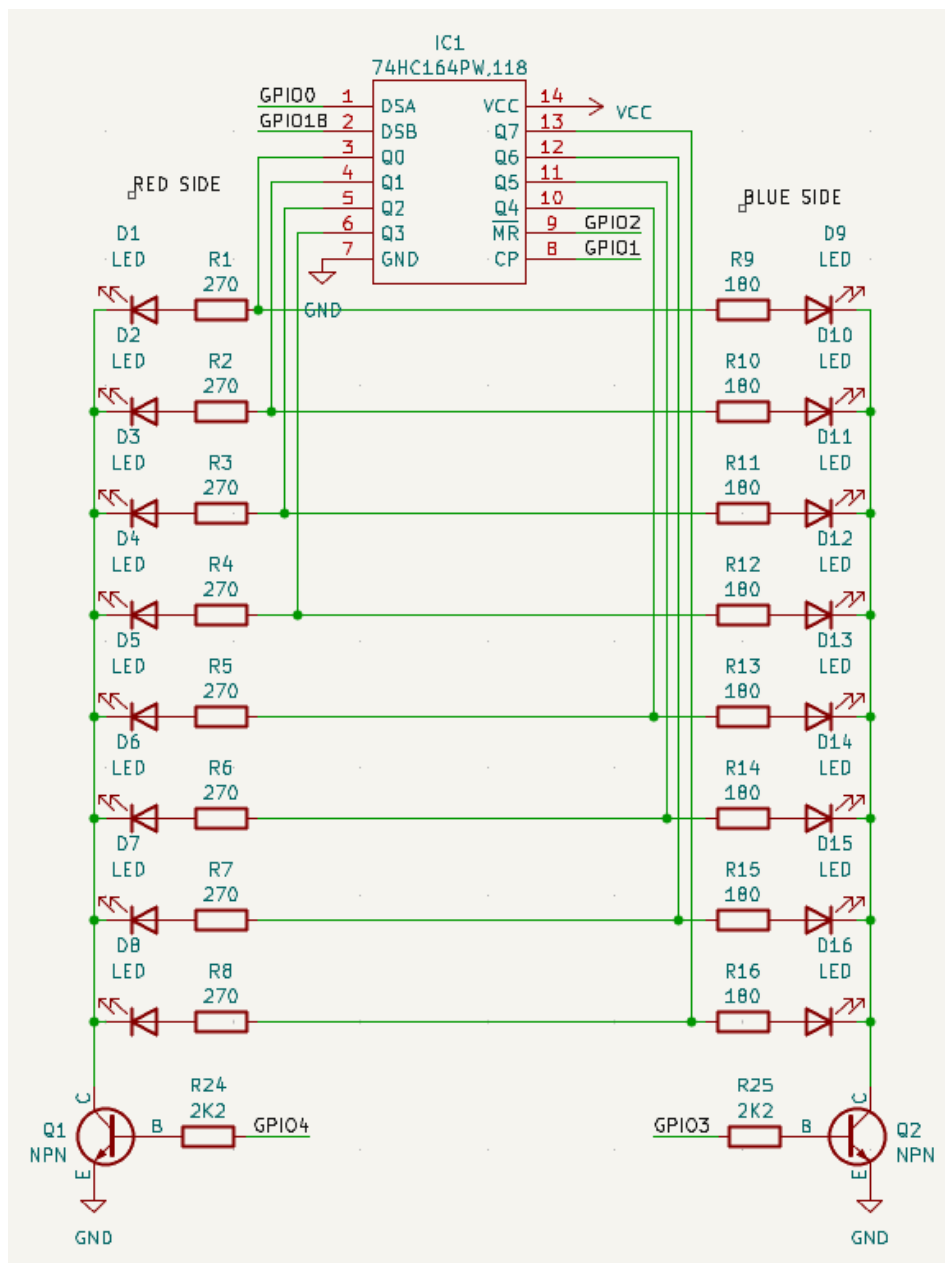 IC1
74HC164PW,118
GPIO0 1 DSA VCC 14 VCC
GPIO18 2 DSB Q7 13
3 Q0 Q6 12
4 Q1 Q5 11
5 Q2 Q4 10
6 Q3 MR 9 GPIO2
7 GND CP 8 GPIO1
GND
RED SIDE
BLUE SIDE
D1
LED
R1
270
R9
180
D9
LED
D2
LED
R2
270
R10
180
D10
LED
D3
LED
R3
270
R11
180
D11
LED
D4
LED
R4
270
R12
180
D12
LED
D5
LED
R5
270
R13
180
D13
LED
D6
LED
R6
270
R14
180
D14
LED
D7
LED
R7
270
R15
180
D15
LED
D8
LED
R8
270
R16
180
D16
LED
C
Q1
NPN
B
E
R24
2K2
GPIO4
GND
R25
2K2
GPIO3
B
C
Q2
NPN
E
GND